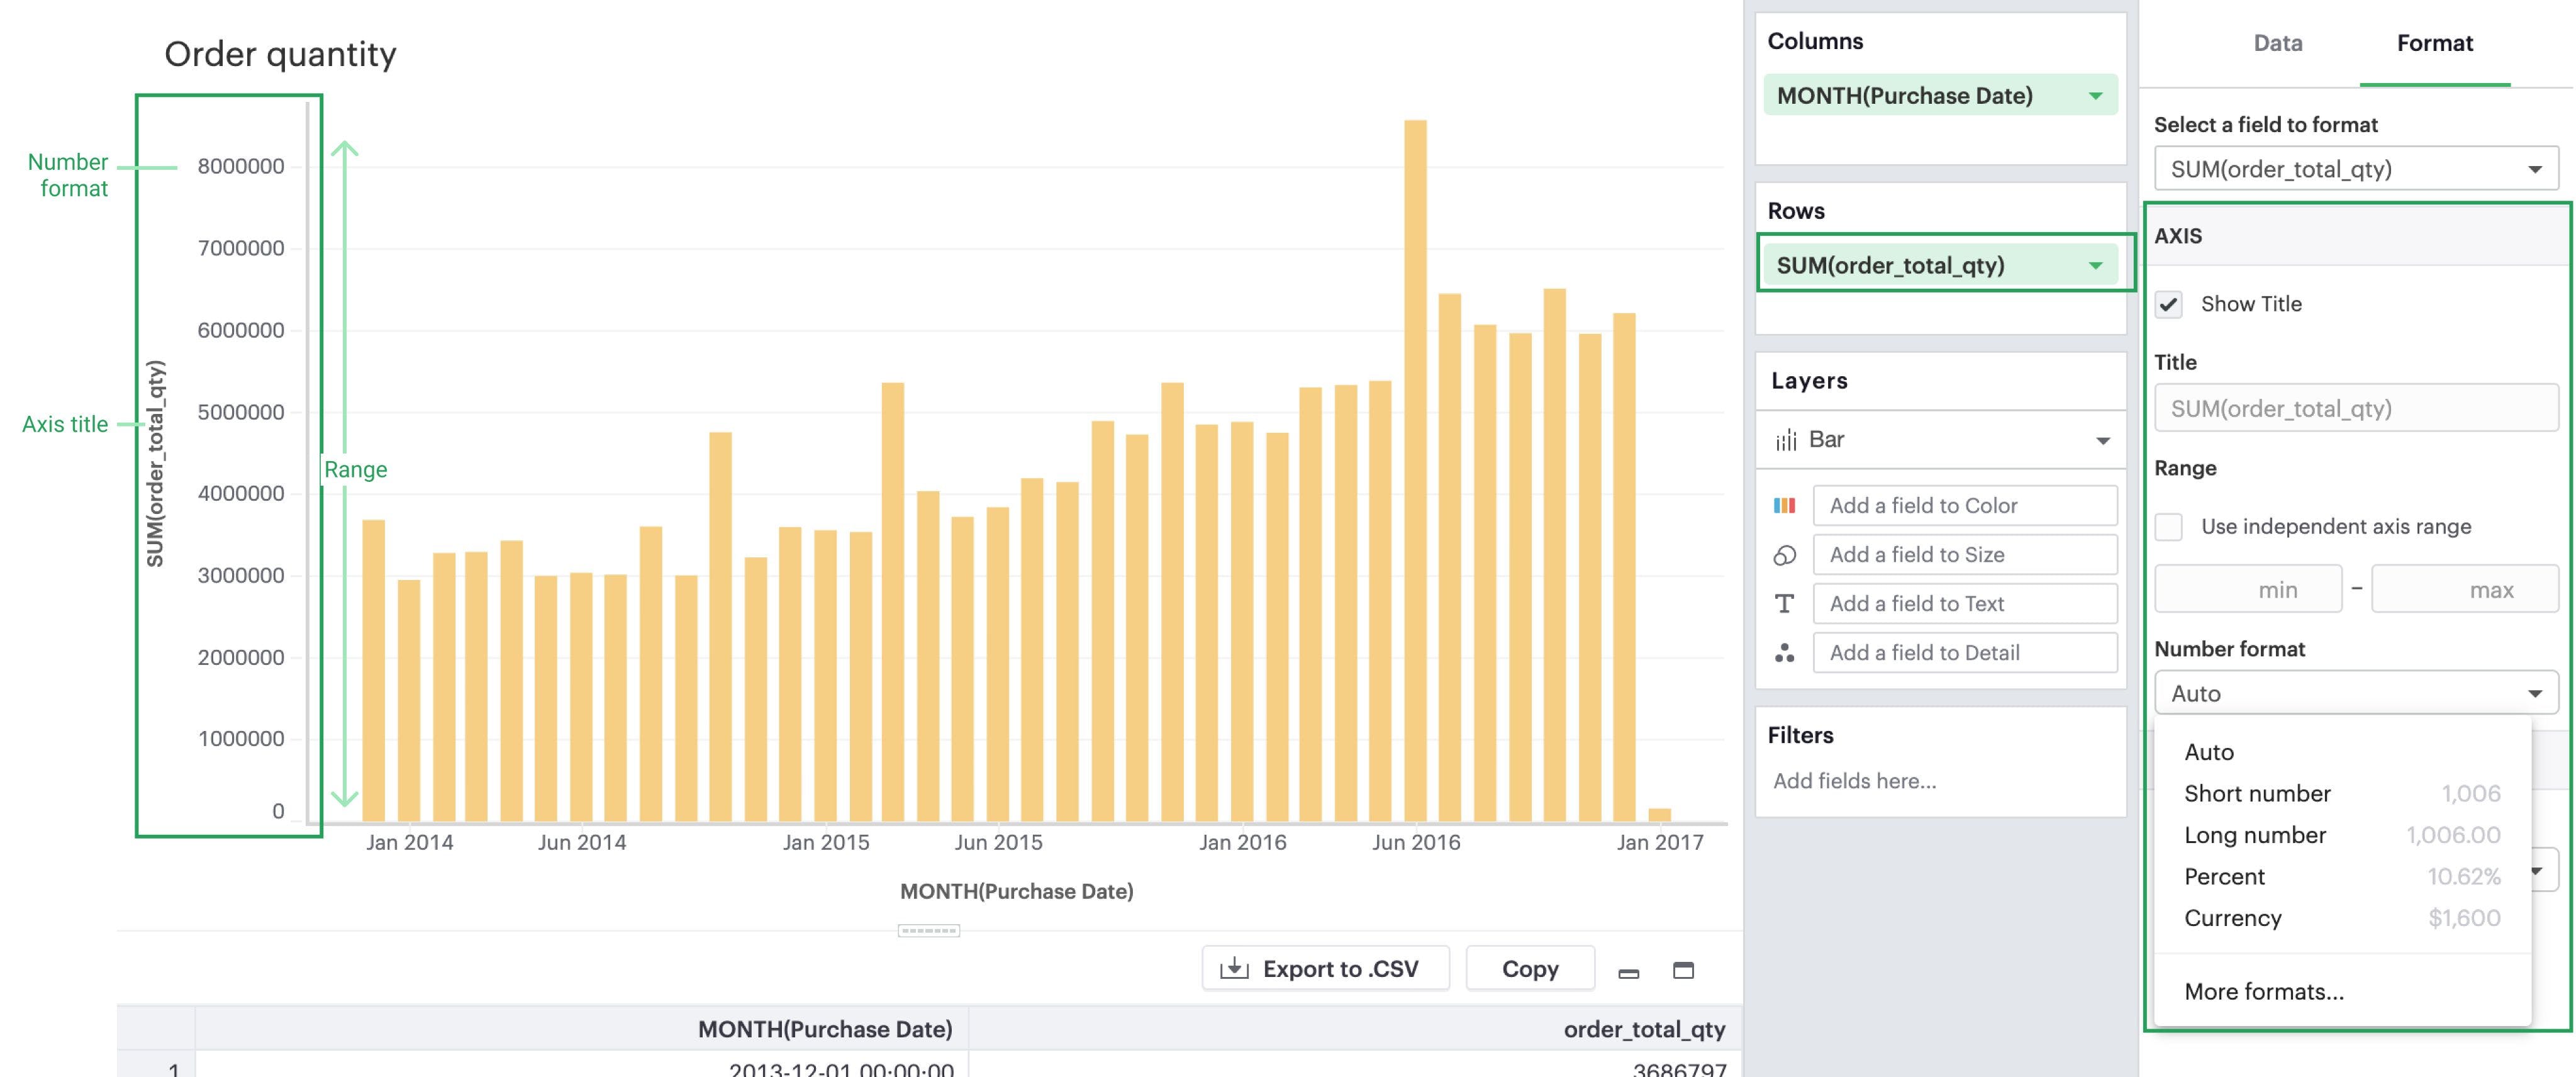 Order quantity
Number
format
Axis title
Range
SUM(order_total_qty)
8000000
7000000
6000000
5000000
4000000
3000000
2000000
1000000
0
Jan 2014
Jun 2014
Jan 2015
Jun 2015
Jan 2016
Jun 2016
Jan 2017
MONTH(Purchase Date)
Export to .CSV
Copy
MONTH(Purchase Date)
order_total_qty
1
2013-12-01 00:00:00
3686797
Columns
MONTH(Purchase Date)
Rows
SUM(order_total_qty)
Layers
Bar
Add a field to Color
Add a field to Size
T
Add a field to Text
Add a field to Detail
Filters
Add fields here...
Data
Format
Select a field to format
SUM(order_total_qty)
AXIS
Show Title
Title
SUM(order_total_qty)
Range
Use independent axis range
min – max
Number format
Auto
Auto
Short number 1,006
Long number 1,006.00
Percent 10.62%
Currency $1,600
More formats...